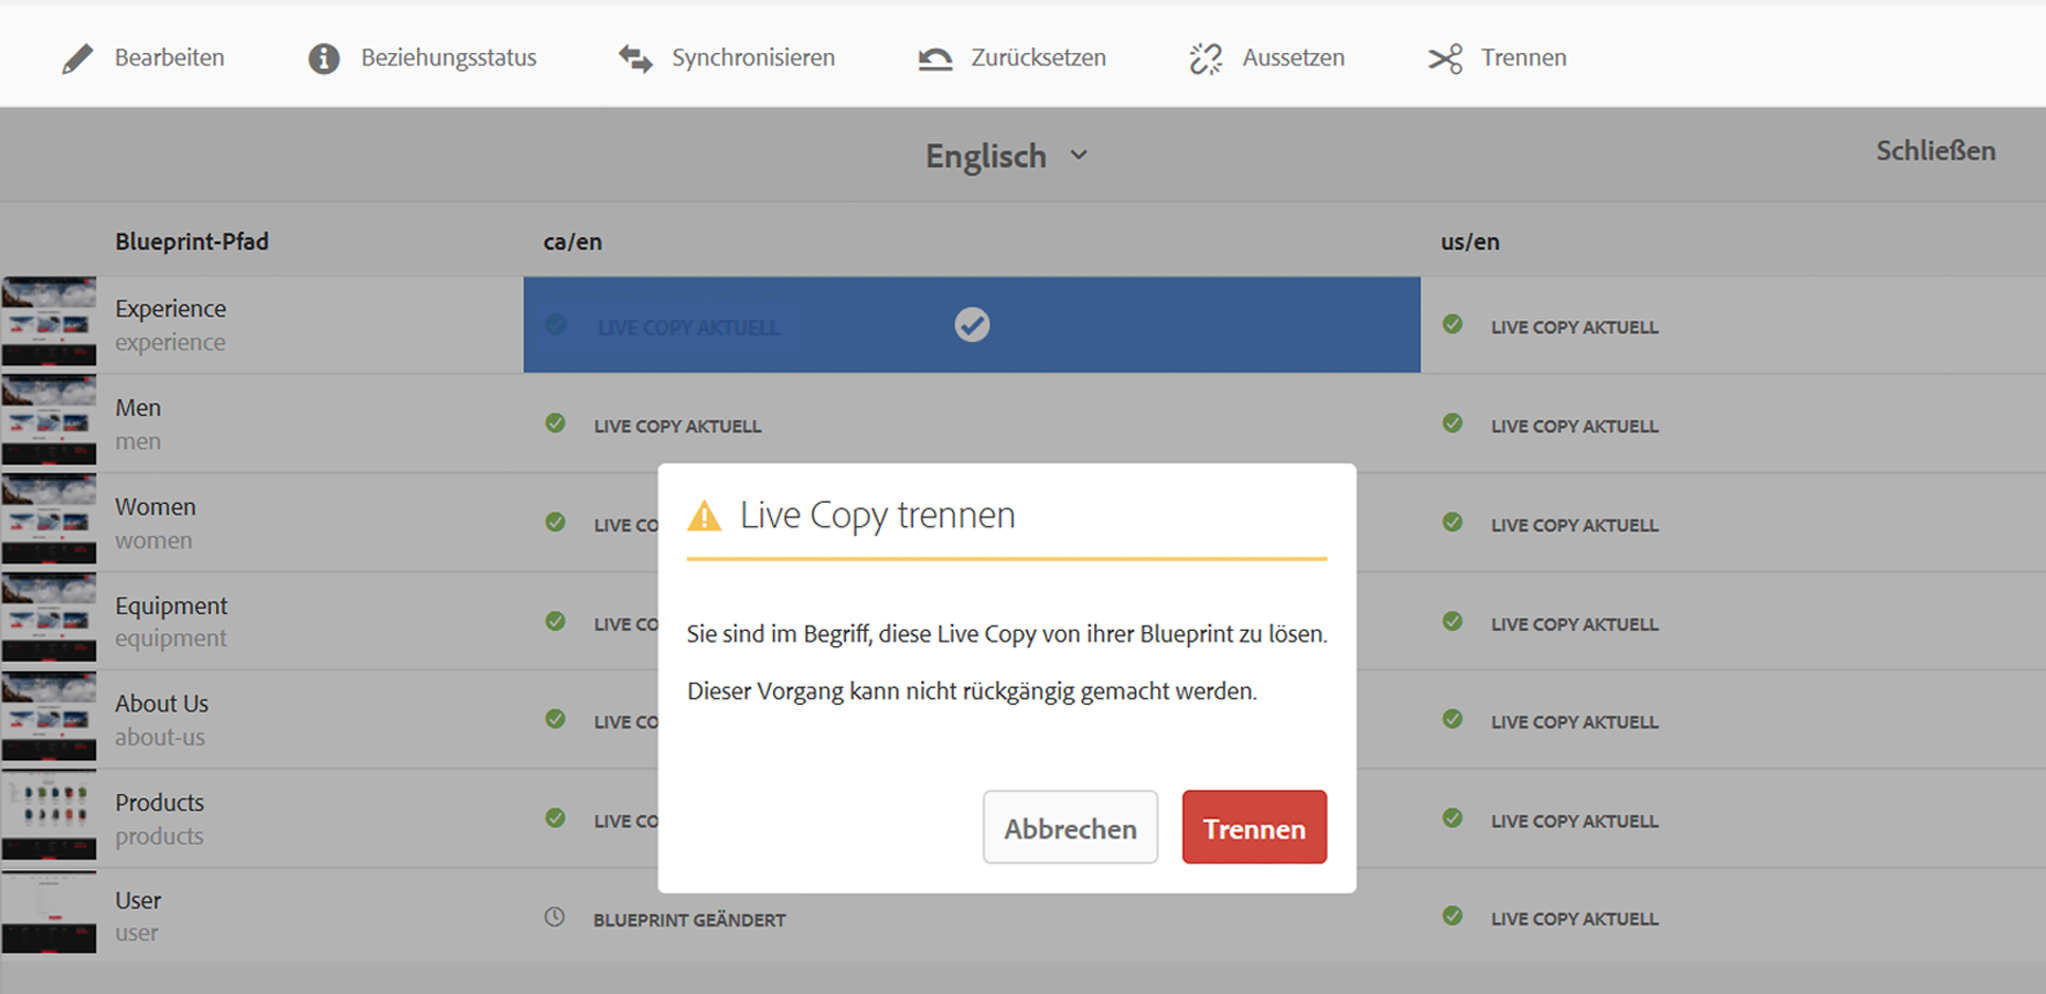 Bearbeiten Beziehungsstatus Synchronisieren Zurücksetzen Aussetzen Trennen
Englisch Schließen
Blueprint-Pfad ca/en us/en
Experience
experience
LIVE COPY AKTUELL LIVE COPY AKTUELL
Men
men
LIVE COPY AKTUELL LIVE COPY AKTUELL
Women
women
LIVE CO LIVE COPY AKTUELL
Equipment
equipment
LIVE CO LIVE COPY AKTUELL
About Us
about-us
LIVE CO LIVE COPY AKTUELL
Products
products
LIVE CO LIVE COPY AKTUELL
User
user
BLUEPRINT GEÄNDERT LIVE COPY AKTUELL
Live Copy trennen
Sie sind im Begriff, diese Live Copy von ihrer Blueprint zu lösen.
Dieser Vorgang kann nicht rückgängig gemacht werden.
Abbrechen Trennen